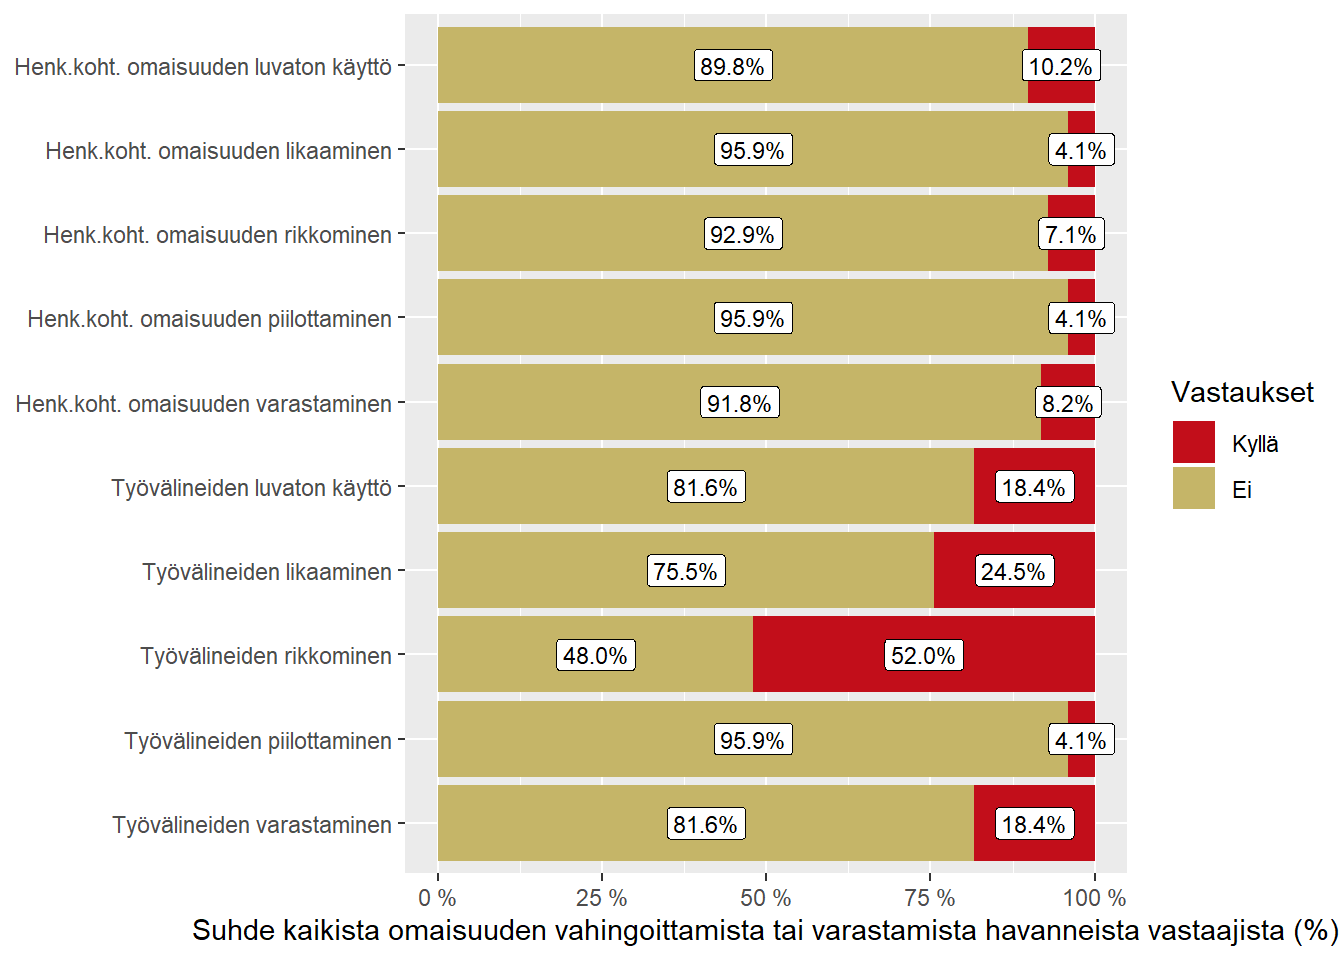 Henk.koht. omaisuuden luvaton käyttö 89.8% 10.2%
Henk.koht. omaisuuden likaaminen 95.9% 4.1%
Henk.koht. omaisuuden rikkominen 92.9% 7.1%
Henk.koht. omaisuuden piilottaminen 95.9% 4.1%
Henk.koht. omaisuuden varastaminen 91.8% 8.2%
Työvälineiden luvaton käyttö 81.6% 18.4%
Työvälineiden likaaminen 75.5% 24.5%
Työvälineiden rikkominen 48.0% 52.0%
Työvälineiden piilottaminen 95.9% 4.1%
Työvälineiden varastaminen 81.6% 18.4%
0 % 25 % 50 % 75 % 100 %
Suhde kaikista omaisuuden vahingoittamista tai varastamista havanneista vastaajista (%)
Vastaukset
Kyllä
Ei